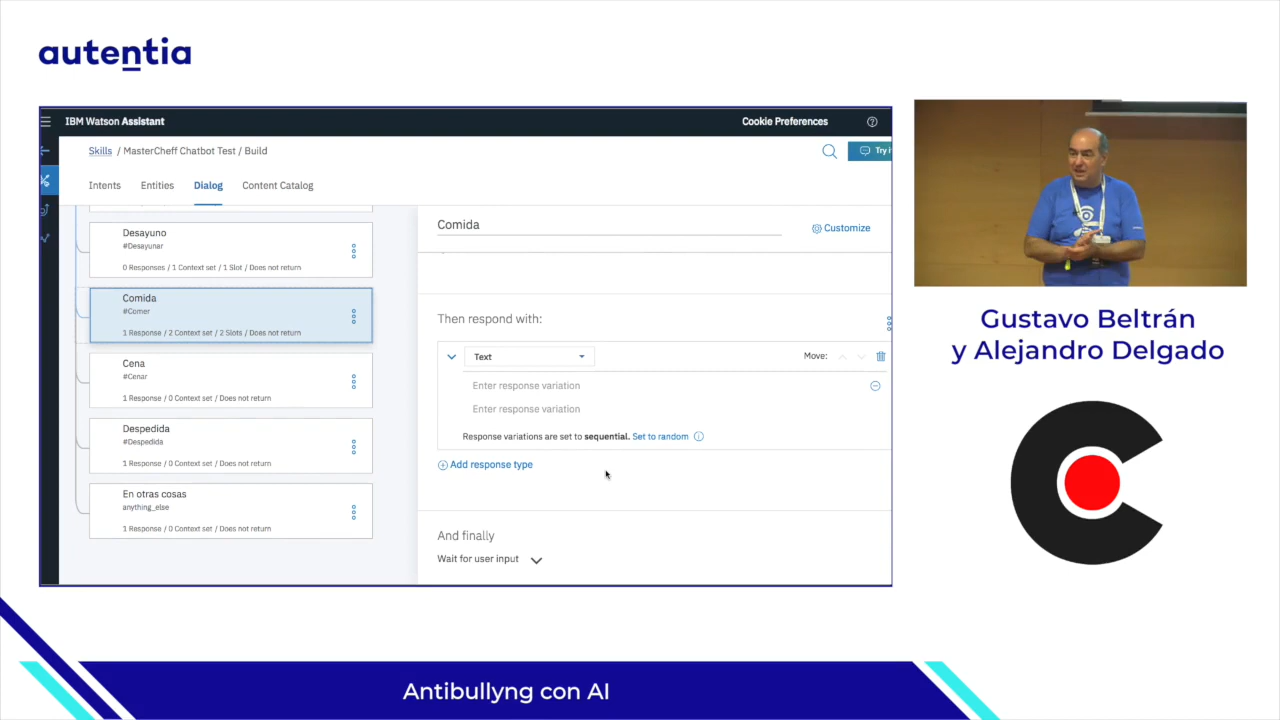 autentia
IBM Watson Assistant
Cookie Preferences
Skills / MasterCheff Chatbot Test / Build
Try i
Intents
Entities
Dialog
Content Catalog
Desayuno
#Desayunar
0 Responses / 1 Context set / 1 Slot / Does not return
Comida
#Comer
1 Response / 2 Context set / 2 Slots / Does not return
Cena
#Cenar
1 Response / 0 Context set / Does not return
Despedida
#Despedida
1 Response / 0 Context set / Does not return
En otras cosas
anything_else
1 Response / 0 Context set / Does not return
Comida
Customize
Then respond with:
Text
Move:
Enter response variation
Enter response variation
Response variations are set to sequential. Set to random
Add response type
And finally
Wait for user input
Gustavo Beltrán
y Alejandro Delgado
Antibullyng con AI